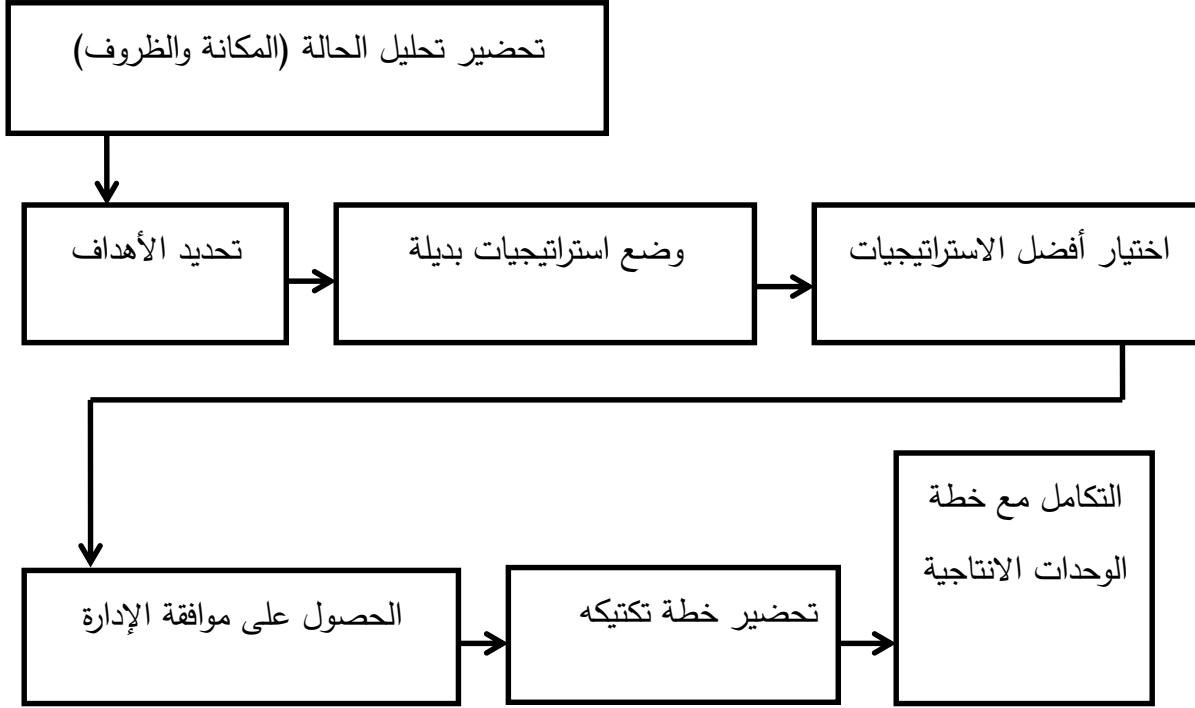 تحضير تحليل الحالة (المكانة والظروف)
تحديد الأهداف
وضع استراتيجيات بديلة
اختيار أفضل الاستراتيجيات
الحصول على موافقة الإدارة
تحضير خطة تكتيكه
التكامل مع خطة
الوحدات الانتاجية